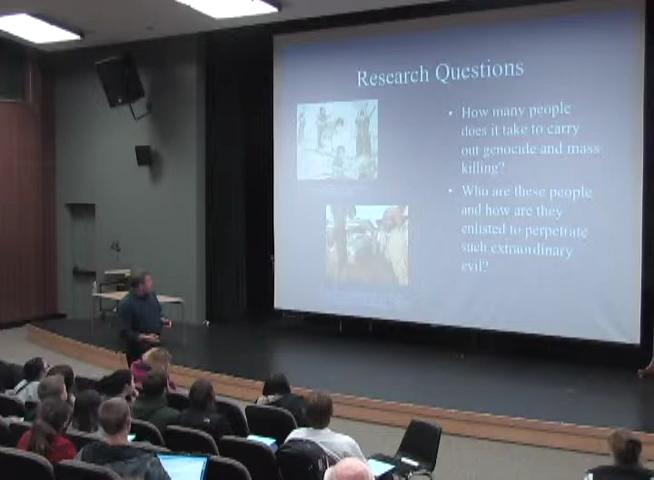 Research Questions
• How many people
does it take to carry
out genocide and mass
killing?
• Who are these people
and how are they
enlisted to perpetrate
such extraordinary
evil?